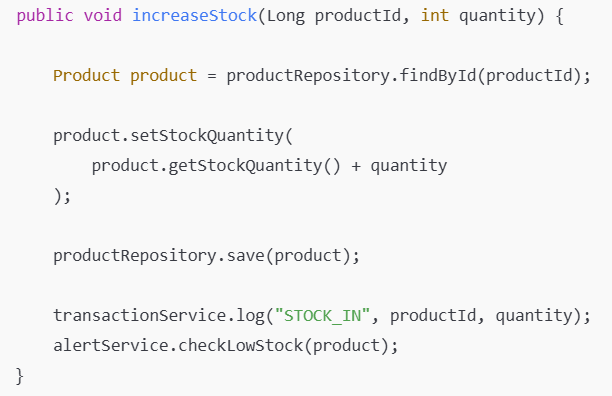 public void increaseStock(Long productId, int quantity) {
Product product = productRepository.findById(productId);
product.setStockQuantity(
product.getStockQuantity() + quantity
);
productRepository.save(product);
transactionService.log("STOCK_IN", productId, quantity);
alertService.checkLowStock(product);
}